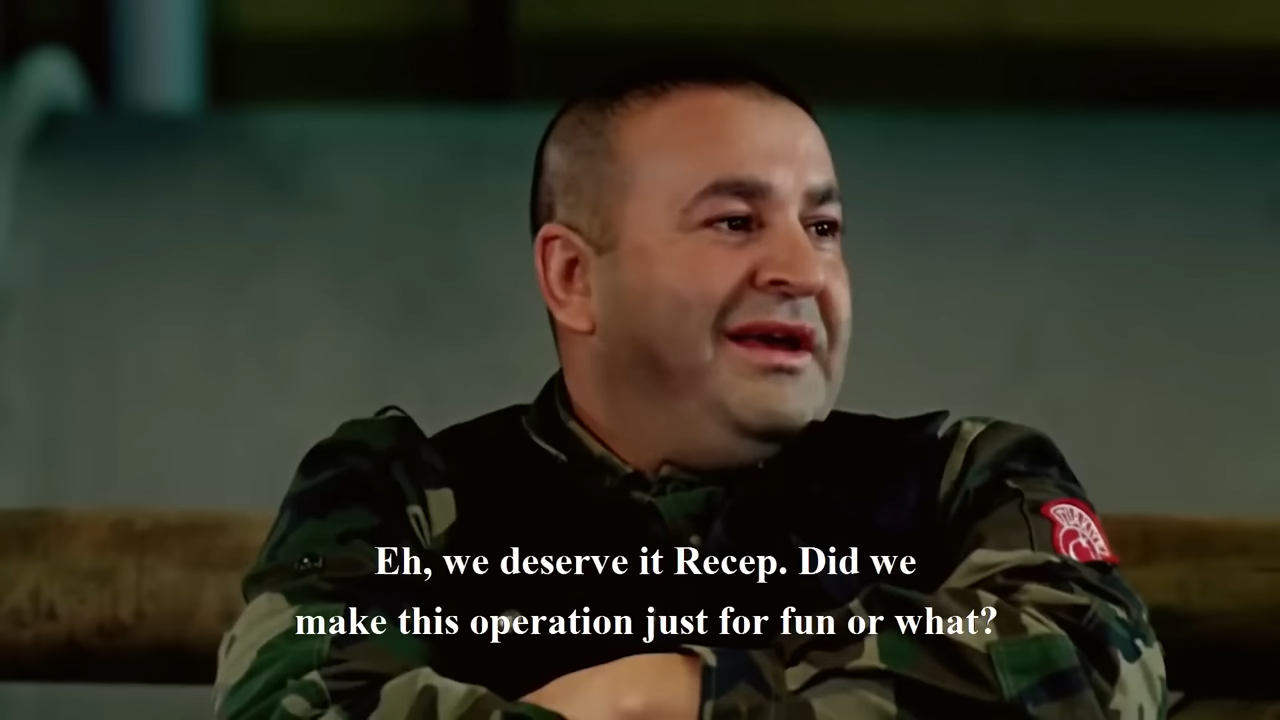 Eh, we deserve it Recep. Did we
make this operation just for fun or what?